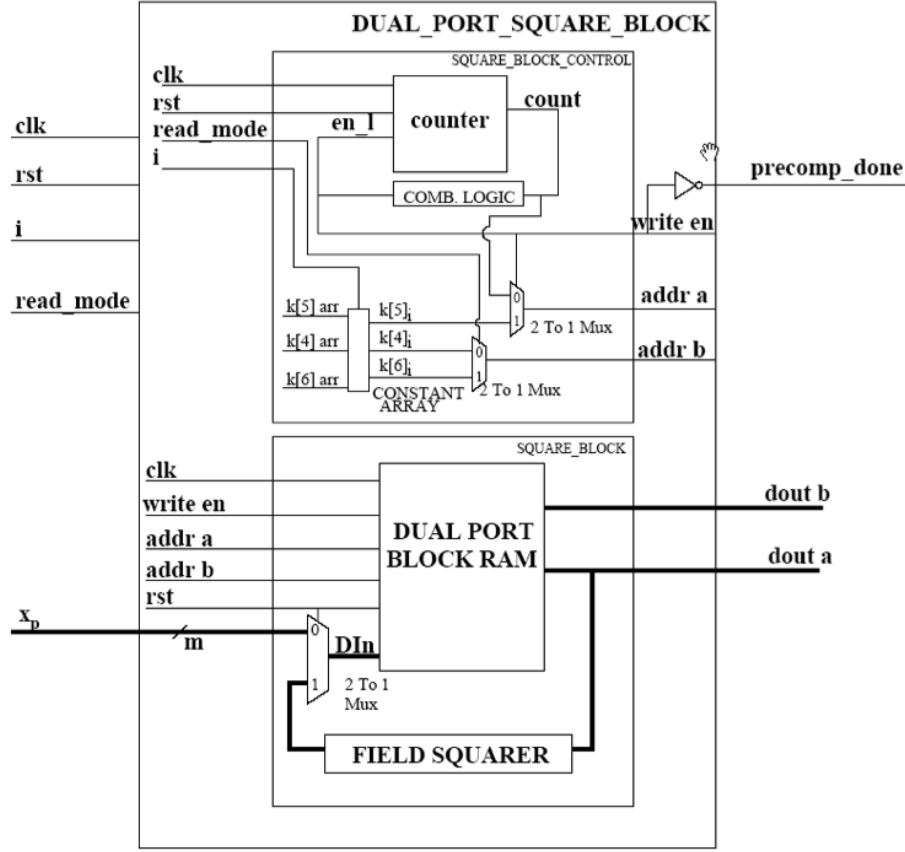 DUAL_PORT_SQUARE_BLOCK
SQUARE_BLOCK_CONTROL
clk
rst
read_mode
i
en_l
counter
count
COMB. LOGIC
clk
rst
i
read_mode
precomp_done
write en
addr a
addr b
k[5] arr
k[4] arr
k[6] arr
k[5]i
k[4]i
k[6]i
0
1
2 To 1 Mux
0
1
2 To 1 Mux
CONSTANT
ARRAY
SQUARE_BLOCK
clk
write en
addr a
addr b
rst
DUAL PORT
BLOCK RAM
dout b
dout a
xp
m
0
1
DIn
2 To 1
Mux
FIELD SQUARER